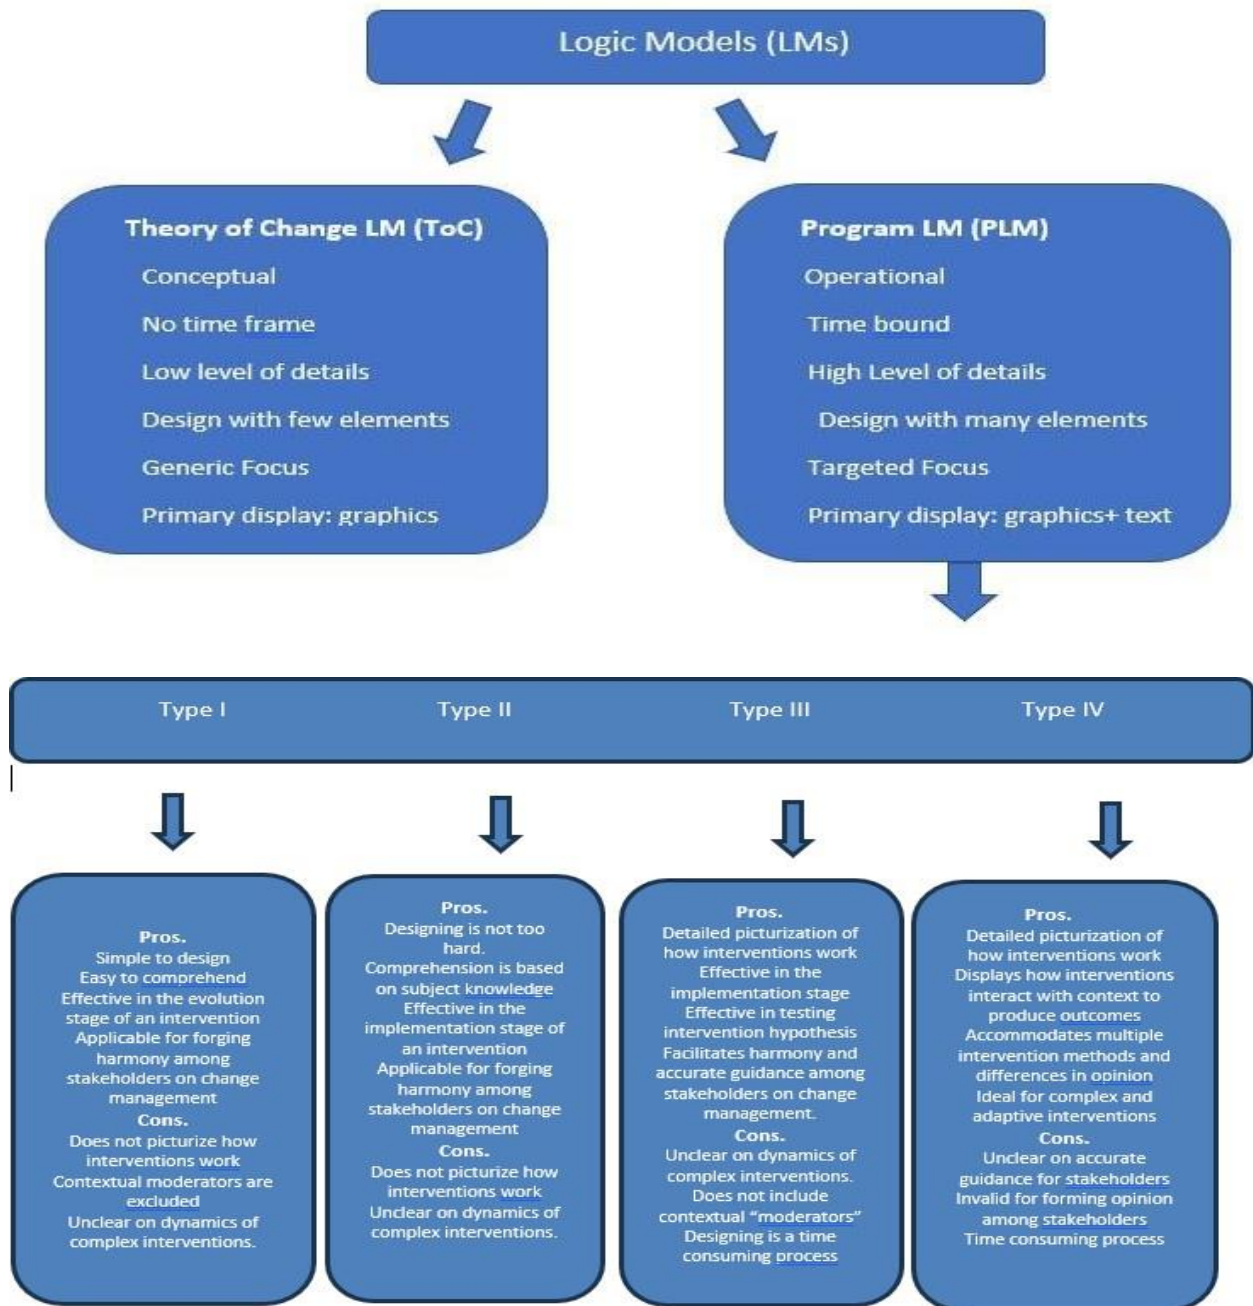 Logic Models (LMs)
Theory of Change LM (ToC)
Conceptual
No time frame
Low level of details
Design with few elements
Generic Focus
Primary display: graphics
Program LM (PLM)
Operational
Time bound
High Level of details
Design with many elements
Targeted Focus
Primary display: graphics+ text
Type I
Type II
Type III
Type IV
Pros.
Simple to design
Easy to comprehend
Effective in the evolution
stage of an intervention
Applicable for forging
harmony among
stakeholders on change
management
Cons.
Does not picturize how
interventions work
Contextual moderators are
excluded
Unclear on dynamics of
complex interventions.
Pros.
Designing is not too
hard.
Comprehension is based
on subject knowledge
Effective in the
implementation stage of
an intervention
Applicable for forging
harmony among
stakeholders on change
management
Cons.
Does not picturize how
interventions work
Unclear on dynamics of
complex interventions.
Pros.
Detailed picturization of
how interventions work
Effective in the
implementation stage
Effective in testing
intervention hypothesis
Facilitates harmony and
accurate guidance among
stakeholders on change
management.
Cons.
Unclear on dynamics of
complex interventions.
Does not include
contextual “moderators”
Designing is a time
consuming process
Pros.
Detailed picturization of
how interventions work
Displays how interventions
interact with context to
produce outcomes
Accommodates multiple
intervention methods and
differences in opinion
Ideal for complex and
adaptive interventions
Cons.
Unclear on accurate
guidance for stakeholders
Invalid for forming opinion
among stakeholders
Time consuming process